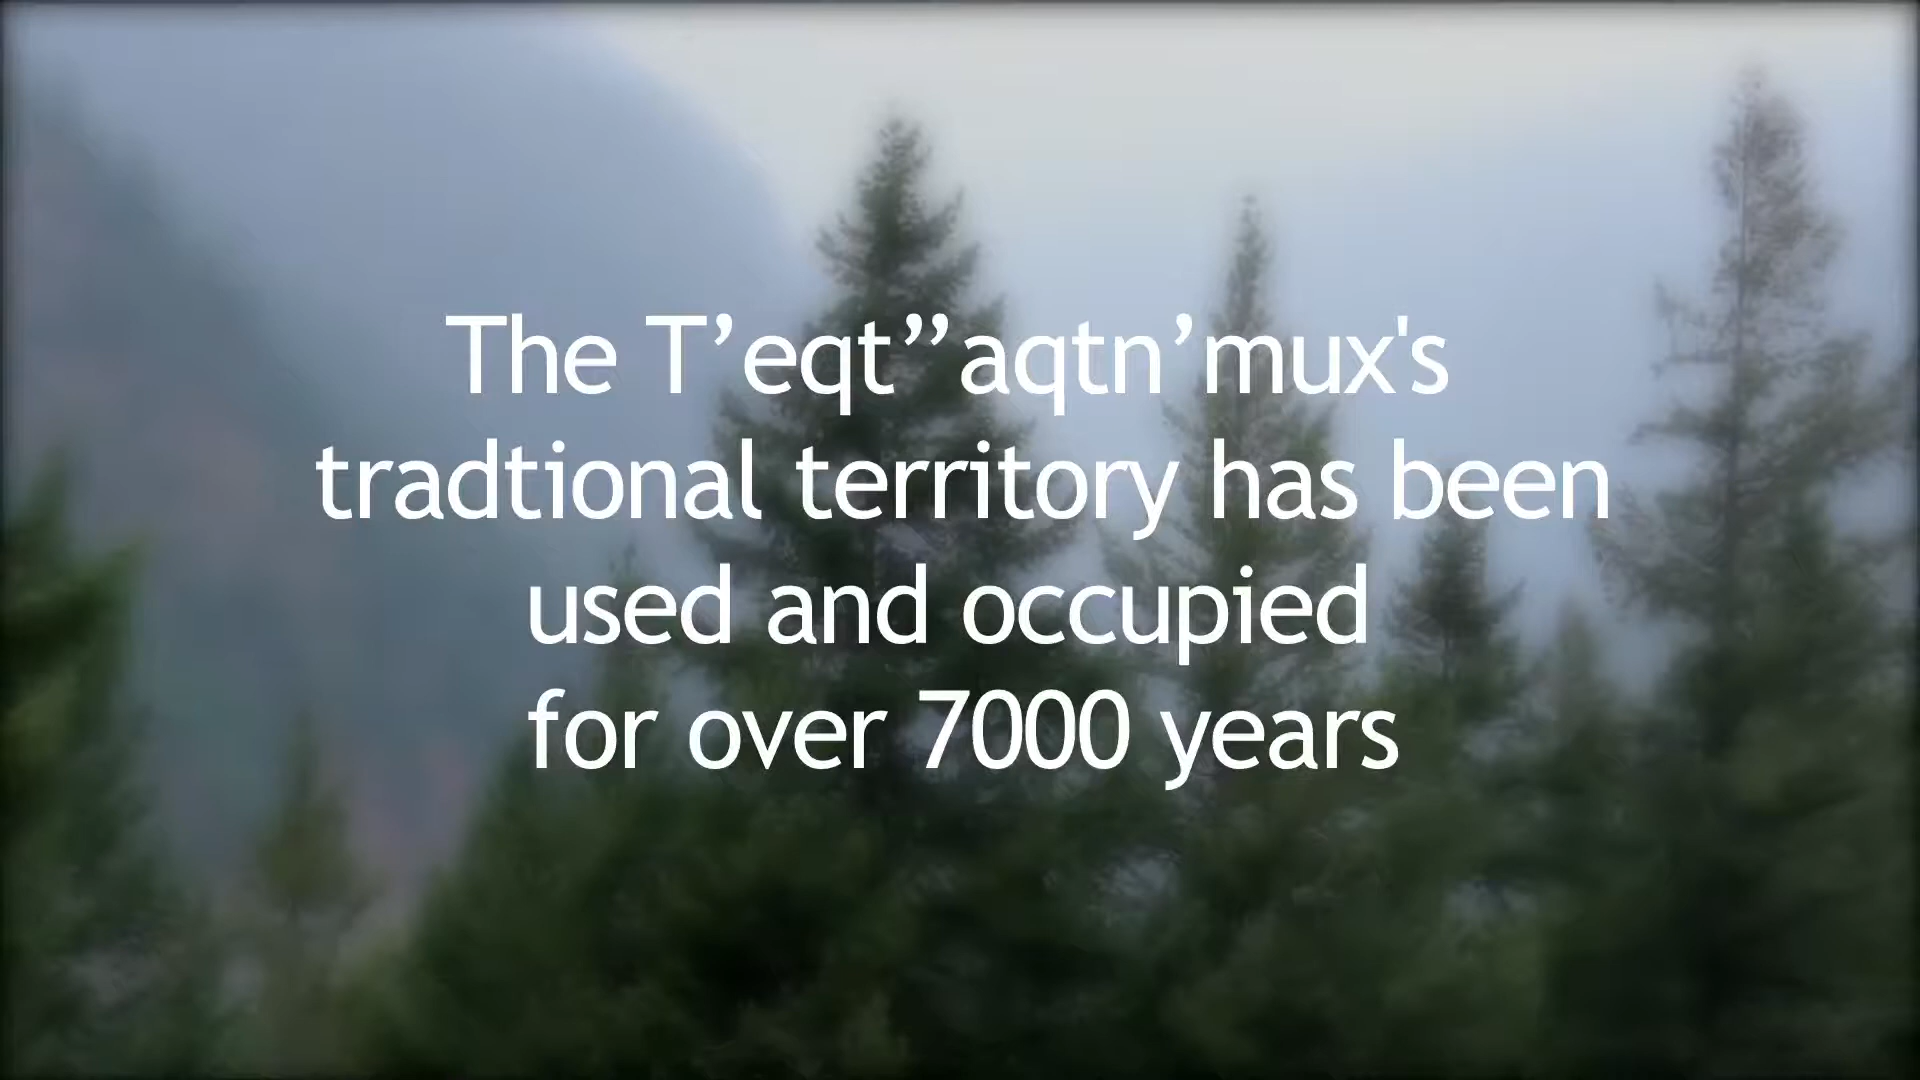 The T’eqt’’aqtn’mux's
tradtional territory has been
used and occupied
for over 7000 years